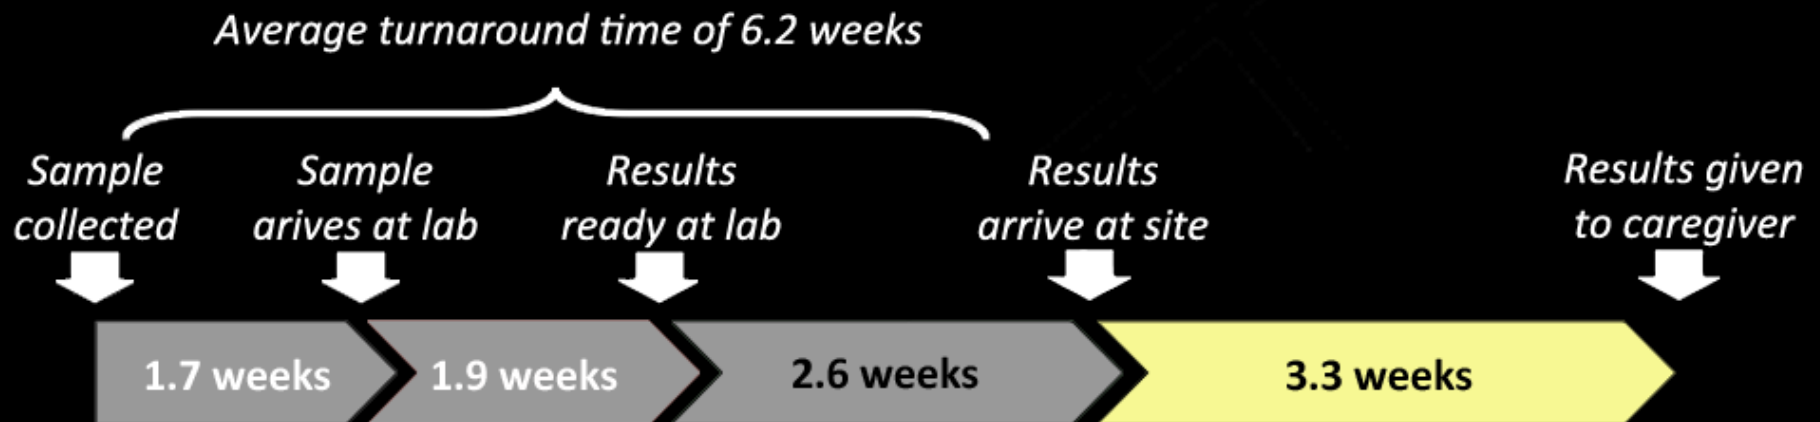 Average turnaround time of 6.2 weeks
Sample
collected
Sample
arives at lab
Results
ready at lab
Results
arrive at site
Results given
to caregiver
1.7 weeks
1.9 weeks
2.6 weeks
3.3 weeks